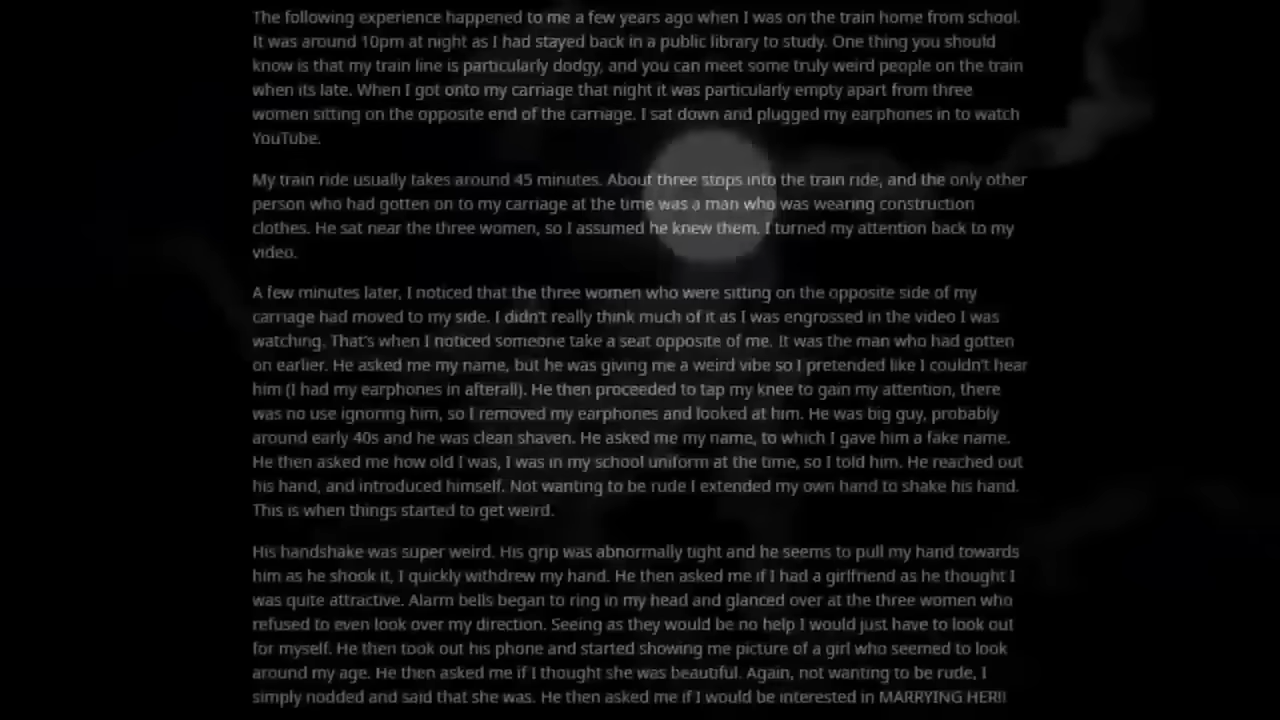 The following experience happened to me a few years ago when I was on the train home from school.
It was around 10pm at night as I had stayed back in a public library to study. One thing you should
know is that my train line is particularly dodgy, and you can meet some truly weird people on the train
when its late. When I got onto my carriage that night it was particularly empty apart from three
women sitting on the opposite end of the carriage. I sat down and plugged my earphones in to watch
YouTube.
My train ride usually takes around 45 minutes. About three stops into the train ride, and the only other
person who had gotten on to my carriage at the time was a man who was wearing construction
clothes. He sat near the three women, so I assumed he knew them. I turned my attention back to my
video.
A few minutes later, I noticed that the three women who were sitting on the opposite side of my
carriage had moved to my side. I didn't really think much of it as I was engrossed in the video I was
watching. That's when I noticed someone take a seat opposite of me. It was the man who had gotten
on earlier. He asked me my name, but he was giving me a weird vibe so I pretended like I couldn't hear
him (I had my earphones in afterall). He then proceeded to tap my knee to gain my attention, there
was no use ignoring him, so I removed my earphones and looked at him. He was big guy, probably
around early 40s and he was clean shaven. He asked me my name, to which I gave him a fake name.
He then asked me how old I was, I was in my school uniform at the time, so I told him. He reached out
his hand, and introduced himself. Not wanting to be rude I extended my own hand to shake his hand.
This is when things started to get weird.
His handshake was super weird. His grip was abnormally tight and he seems to pull my hand towards
him as he shook it, I quickly withdrew my hand. He then asked me if I had a girlfriend as he thought I
was quite attractive. Alarm bells began to ring in my head and glanced over at the three women who
refused to even look over my direction. Seeing as they would be no help I would just have to look out
for myself. He then took out his phone and started showing me picture of a girl who seemed to look
around my age. He then asked me if I thought she was beautiful. Again, not wanting to be rude, I
simply nodded and said that she was. He then asked me if I would be interested in MARRYING HER!!